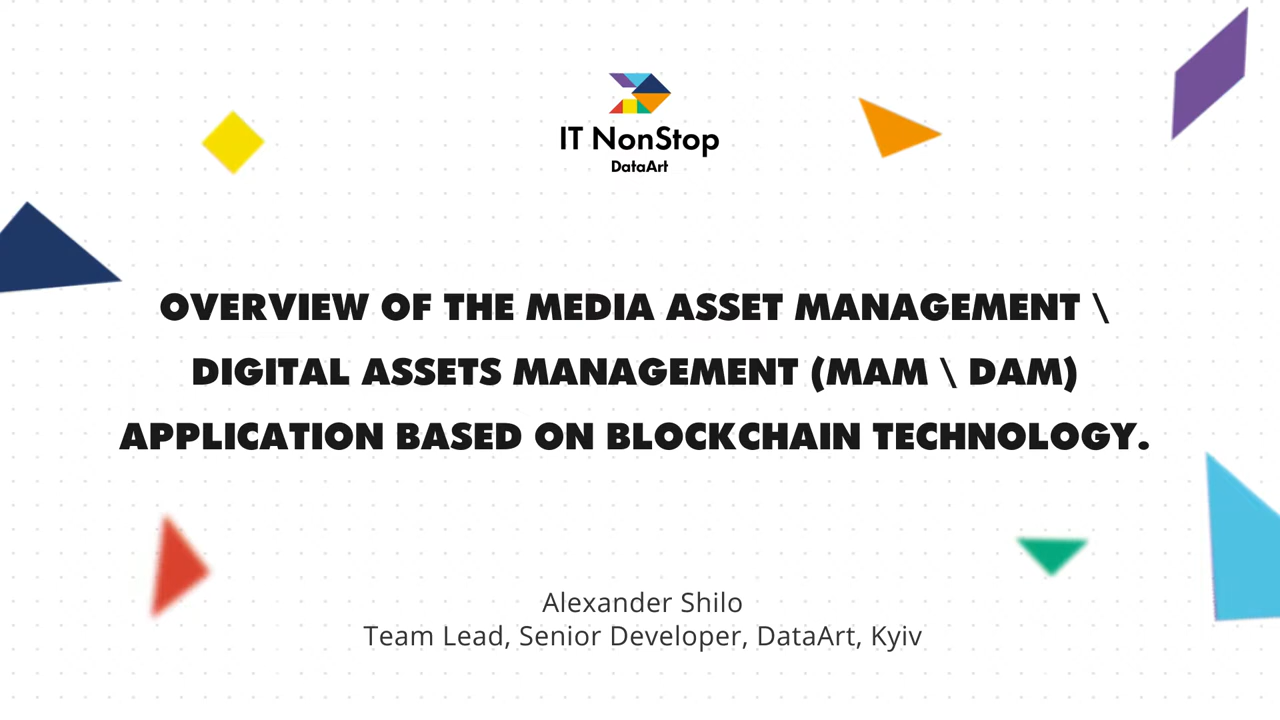 IT NonStop
DataArt
OVERVIEW OF THE MEDIA ASSET MANAGEMENT \
DIGITAL ASSETS MANAGEMENT (MAM \ DAM)
APPLICATION BASED ON BLOCKCHAIN TECHNOLOGY.
Alexander Shilo
Team Lead, Senior Developer, DataArt, Kyiv